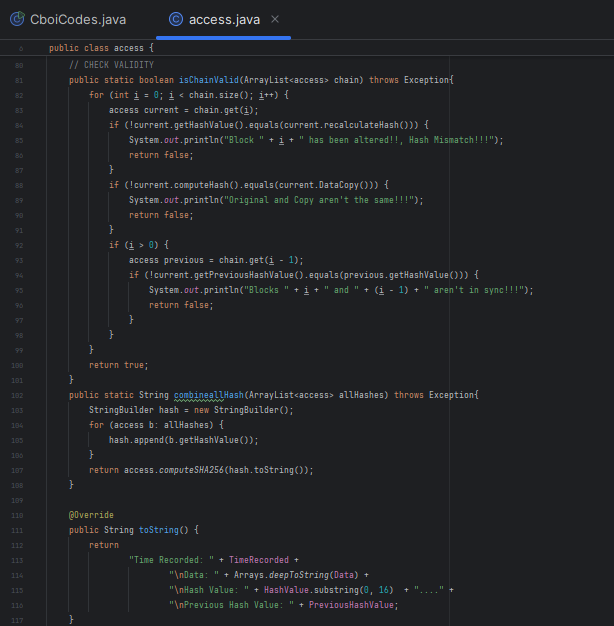 CboiCodes.java access.java
6 public class access {
80 // CHECK VALIDITY
81 public static boolean isChainValid(ArrayList<access> chain) throws Exception{
82 for (int i = 0; i < chain.size(); i++) {
83 access current = chain.get(i);
84 if (!current.getHashValue().equals(current.recalculateHash())) {
85 System.out.println("Block " + i + " has been altered!!, Hash Mismatch!!!");
86 return false;
87 }
88 if (!current.computeHash().equals(current.DataCopy())) {
89 System.out.println("Original and Copy aren't the same!!!");
90 return false;
91 }
92 if (i > 0) {
93 access previous = chain.get(i - 1);
94 if (!current.getPreviousHashValue().equals(previous.getHashValue())) {
95 System.out.println("Blocks " + i + " and " + (i - 1) + " aren't in sync!!!");
96 return false;
97 }
98 }
99 }
100 return true;
101 }
102 public static String combineallHash(ArrayList<access> allHashes) throws Exception{
103 StringBuilder hash = new StringBuilder();
104 for (access b: allHashes) {
105 hash.append(b.getHashValue());
106 }
107 return access.computeSHA256(hash.toString());
108 }
109
110 @Override
111 public String toString() {
112 return
113 "Time Recorded: " + TimeRecorded +
114 "\nData: " + Arrays.deepToString(Data) +
115 "\nHash Value: " + HashValue.substring(0, 16) + "...." +
116 "\nPrevious Hash Value: " + PreviousHashValue;
117 }